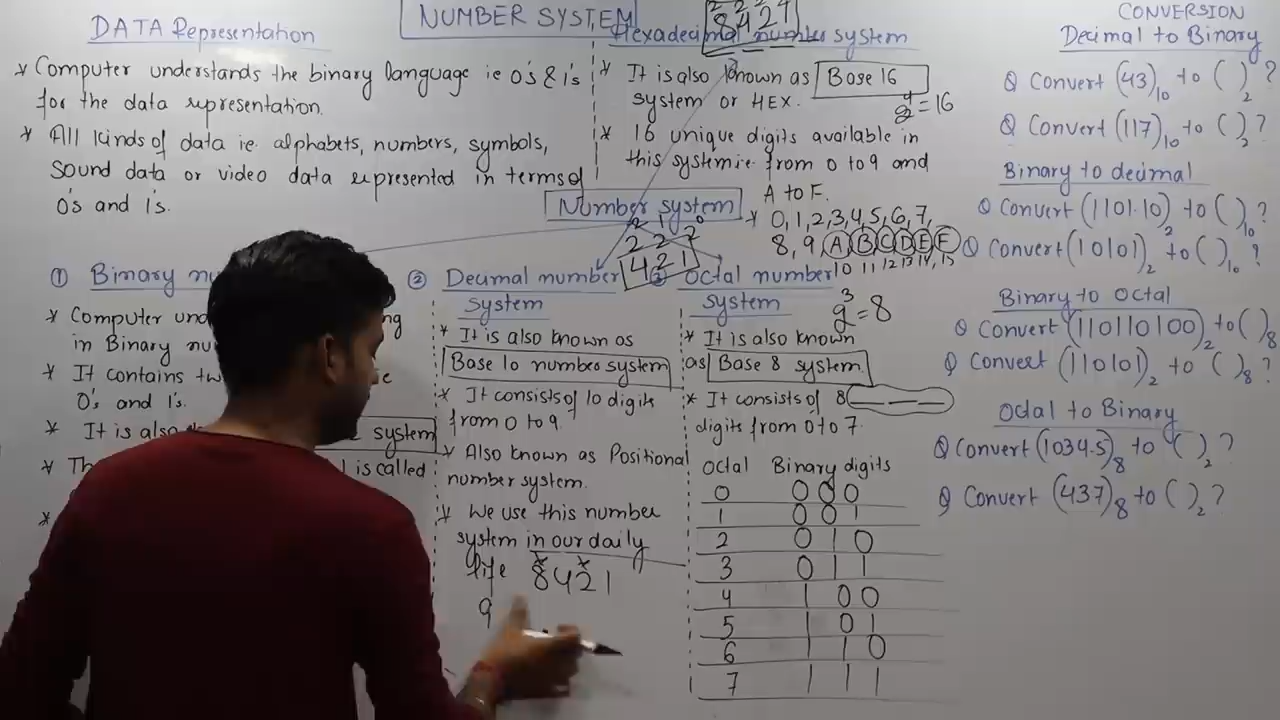 NUMBER SYSTEM
DATA Representation
* Computer understands the binary language ie 0's & 1's
for the data representation.
* All kinds of data ie. alphabets, numbers, symbols,
Sound data or video data represented in terms of
0's and 1's.
2 2 2 2
8 4 2 1
Hexadecimal number system
* It is also known as Base 16
system or HEX.
2⁴ = 16
* 16 unique digits available in
this system i.e from 0 to 9 and
A to F.
* 0, 1, 2, 3, 4, 5, 6, 7,
8, 9 A B C D E F
10 11 12 13 14, 15
Number system
2 1 0
2 2 2
4 2 1
① Binary
* Computer
in Binary
* It contains
0's and 1's.
* It is also
system
is called
② Decimal number
system
* It is also known as
Base 10 number system
* It consists of 10 digits
from 0 to 9.
* Also known as Positional
number system.
* We use this number
system in our daily
life
8 4 2 1
9
Octal number
system
2³ = 8
* It is also known
as Base 8 system.
* It consists of 8
digits from 0 to 7.
Octal Binary digits
0 0 0 0
1 0 0 1
2 0 1 0
3 0 1 1
4 1 0 0
5 1 0 1
6 1 1 0
7 1 1 1
CONVERSION
Decimal to Binary
Q Convert (43)₁₀ to ( )₂ ?
Q Convert (117)₁₀ to ( )₂?
Binary to decimal
Q Convert (1101.10)₂ to ( )₁₀ ?
Q Convert (1010)₂ to ( )₁₀ ?
Binary to Octal
Q Convert (110110100)₂ to ( )₈
Q Convert (110101)₂ to ( )₈ ?
Octal to Binary
Q Convert (1034.5)₈ to ( )₂ ?
Q Convert (437)₈ to ( )₂ ?